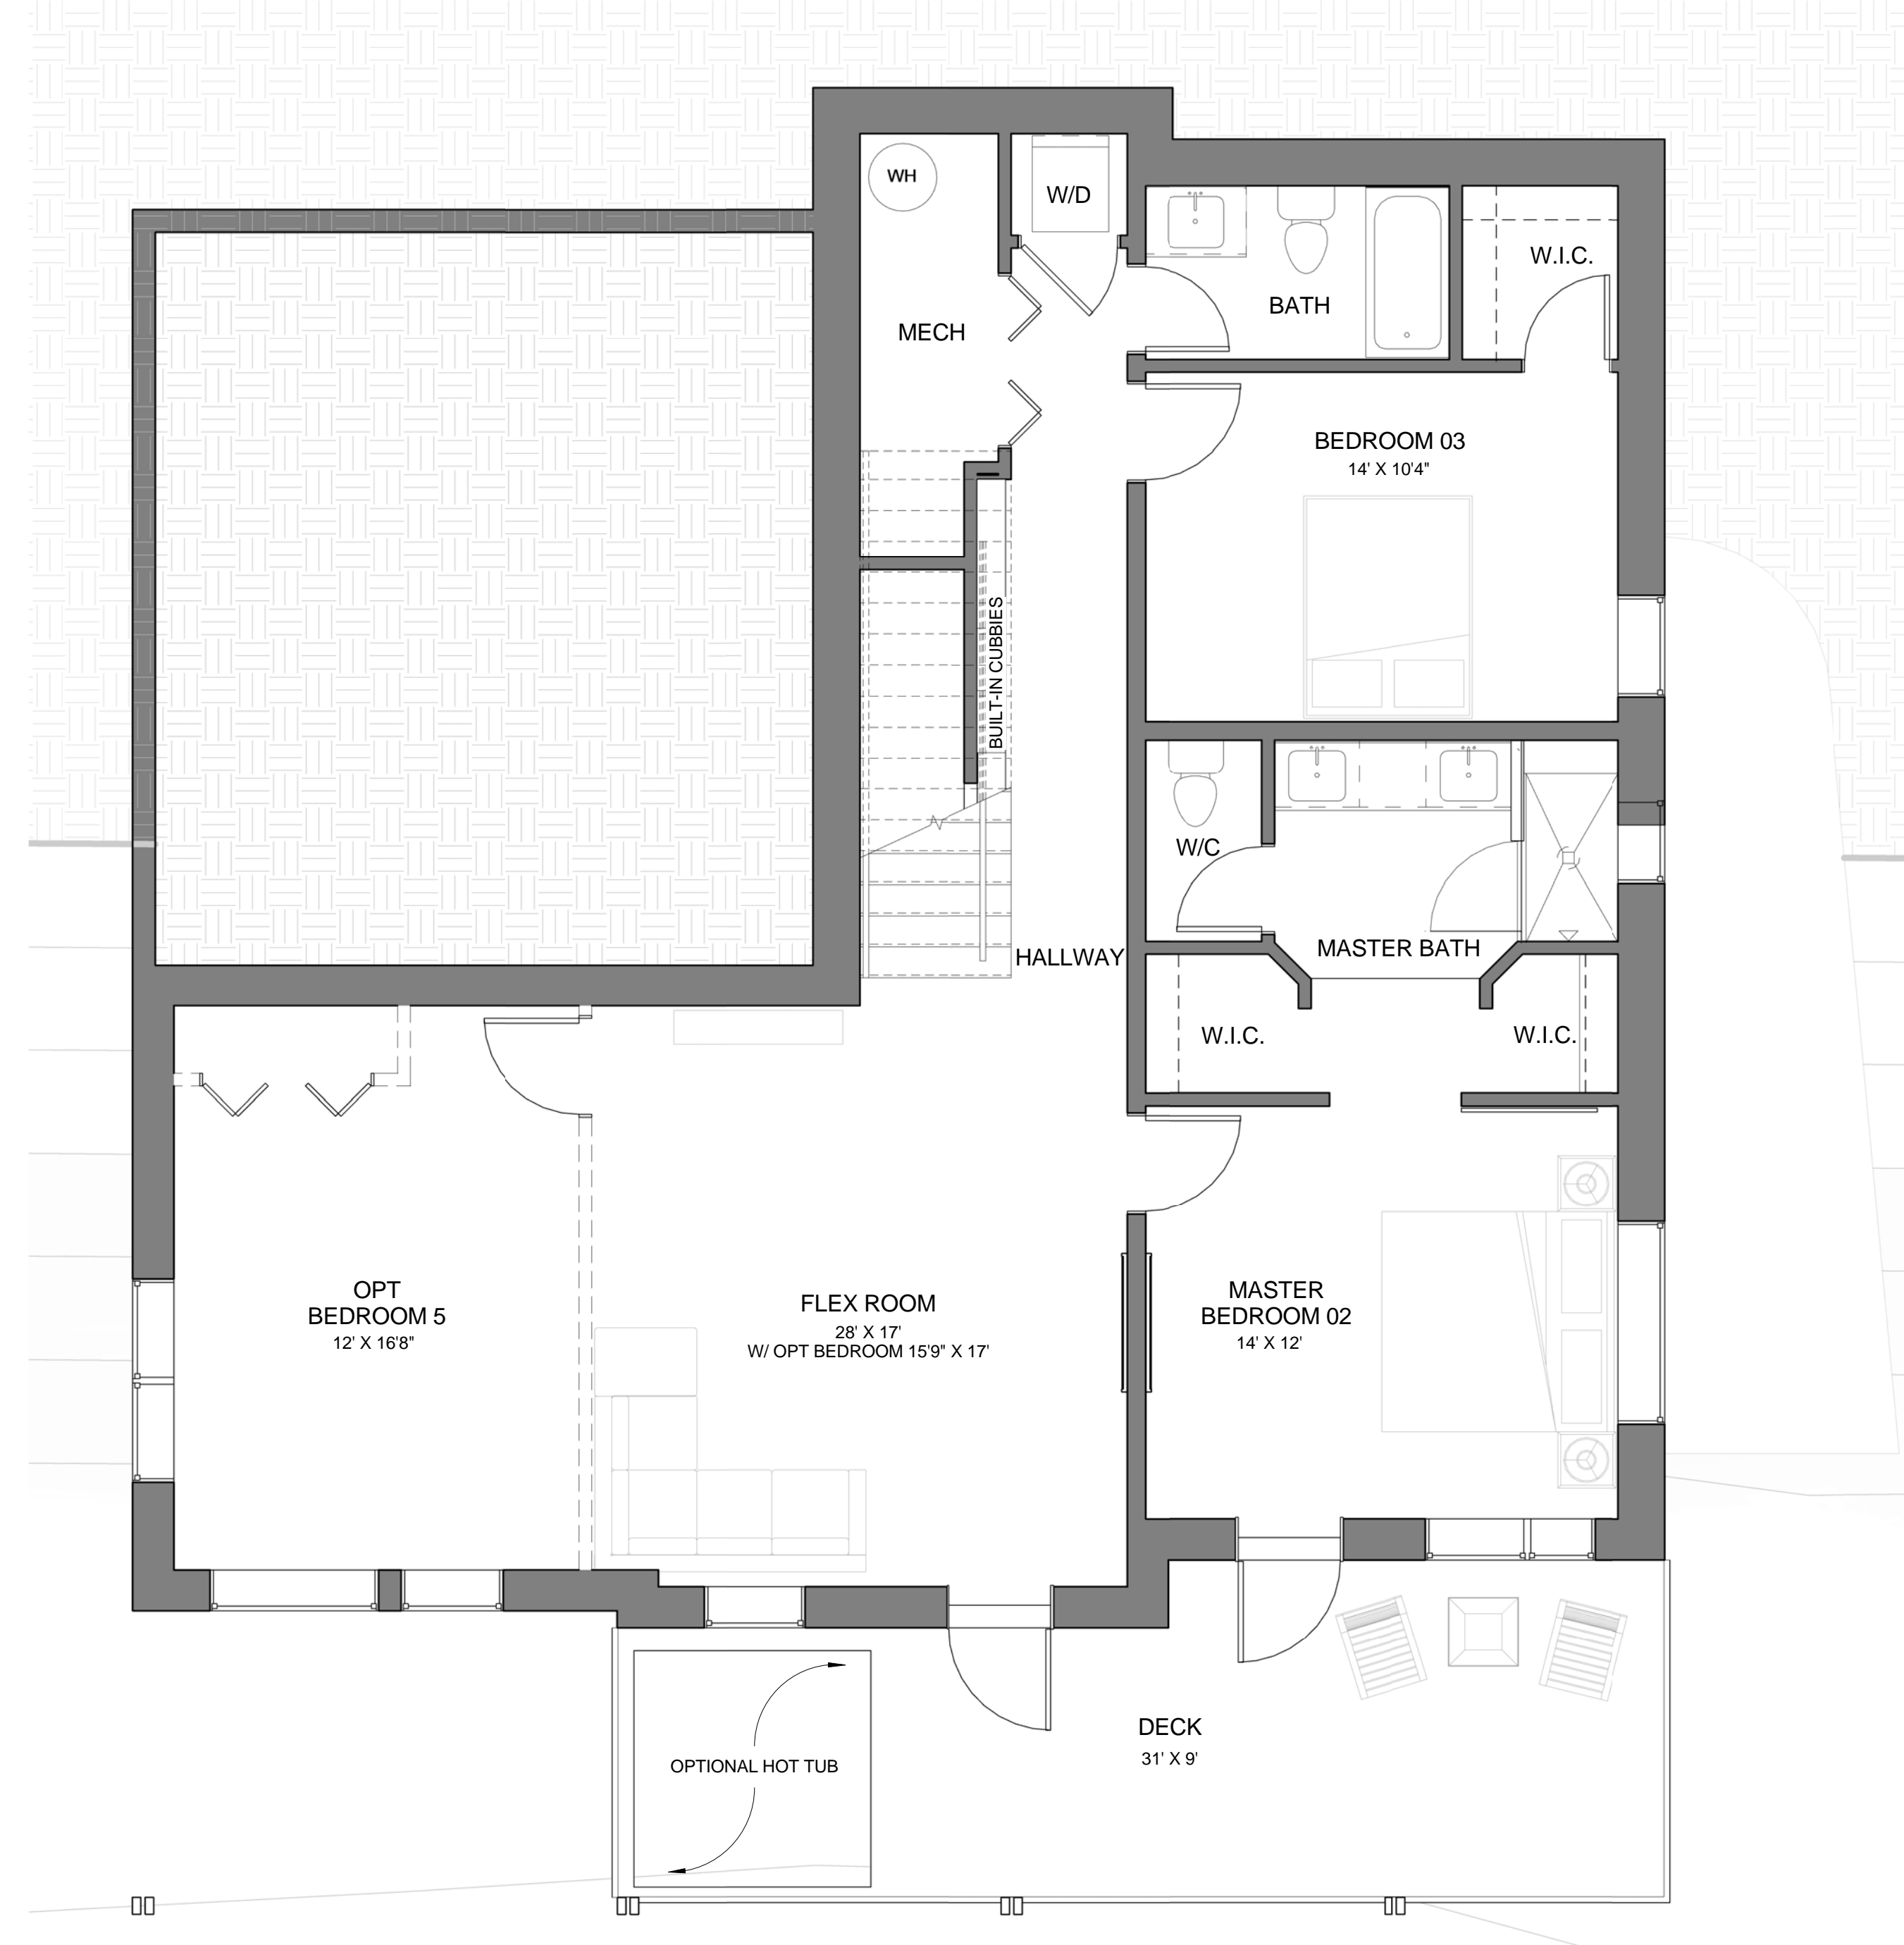 WH
W/D
W.I.C.
BATH
MECH
BEDROOM 03
14' X 10'4"
BUILT-IN CUBBIES
W/C
MASTER BATH
HALLWAY
W.I.C.
W.I.C.
OPT
BEDROOM 5
12' X 16'8"
FLEX ROOM
28' X 17'
W/ OPT BEDROOM 15'9" X 17'
MASTER
BEDROOM 02
14' X 12'
DECK
31' X 9'
OPTIONAL HOT TUB